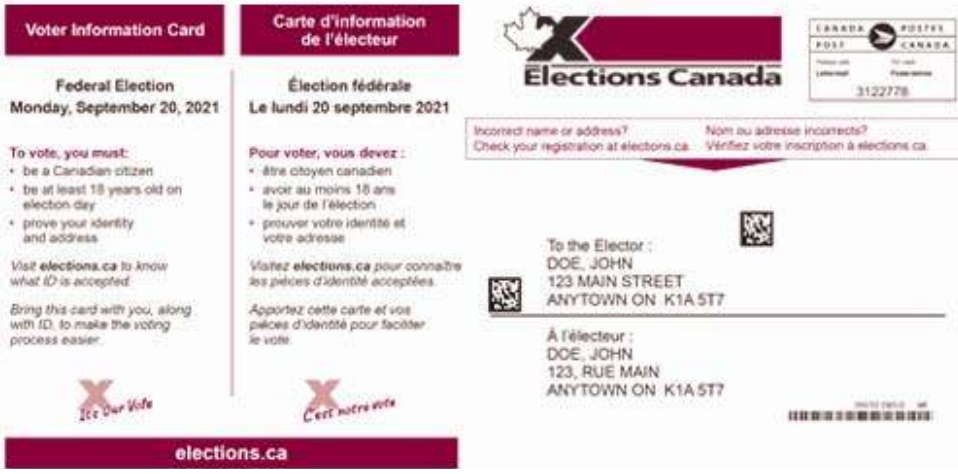 Voter Information Card
Federal Election
Monday, September 20, 2021
To vote, you must:
• be a Canadian citizen
• be at least 18 years old on
election day
• prove your identity
and address
Visit elections.ca to know
what ID is accepted.
Bring this card with you, along
with ID, to make the voting
process easier.
It's Our Vote
Carte d'information
de l'électeur
Élection fédérale
Le lundi 20 septembre 2021
Pour voter, vous devez :
• être citoyen canadien
• avoir au moins 18 ans
le jour de l'élection
• prouver votre identité et
votre adresse
Visitez elections.ca pour connaître
les pièces d'identité acceptées.
Apportez cette carte et vos
pièces d'identité pour faciliter
le vote.
C'est notre vote
elections.ca
Elections Canada
CANADA POSTES
POST CANADA
Lettermail Poste-lettres
3122778
Incorrect name or address?
Check your registration at elections.ca
Nom ou adresse incorrects?
Vérifiez votre inscription à elections.ca
To the Elector :
DOE, JOHN
123 MAIN STREET
ANYTOWN ON K1A 5T7
À l'électeur :
DOE, JOHN
123, RUE MAIN
ANYTOWN ON K1A 5T7